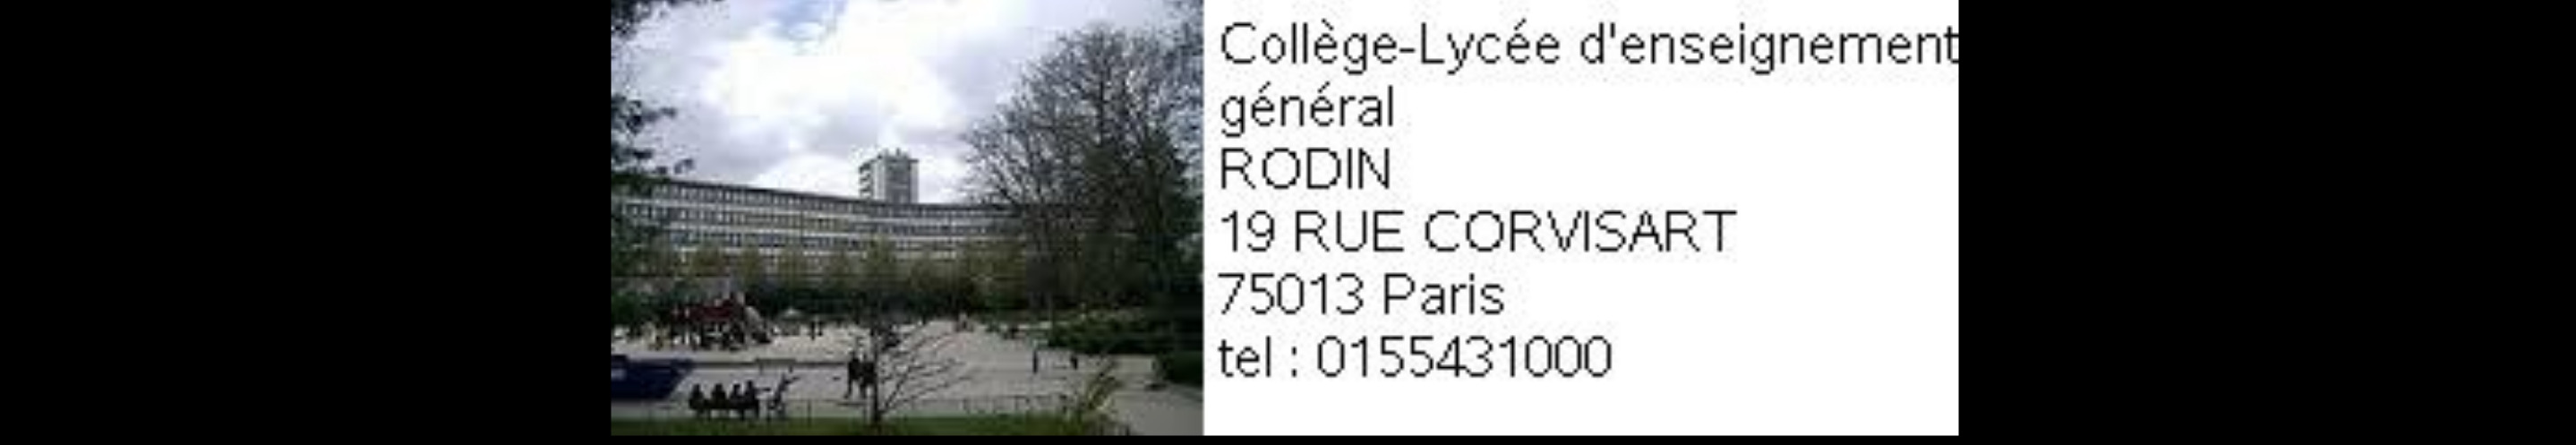 Collège-Lycée d'enseignement
général
RODIN
19 RUE CORVISART
75013 Paris
tel : 0155431000